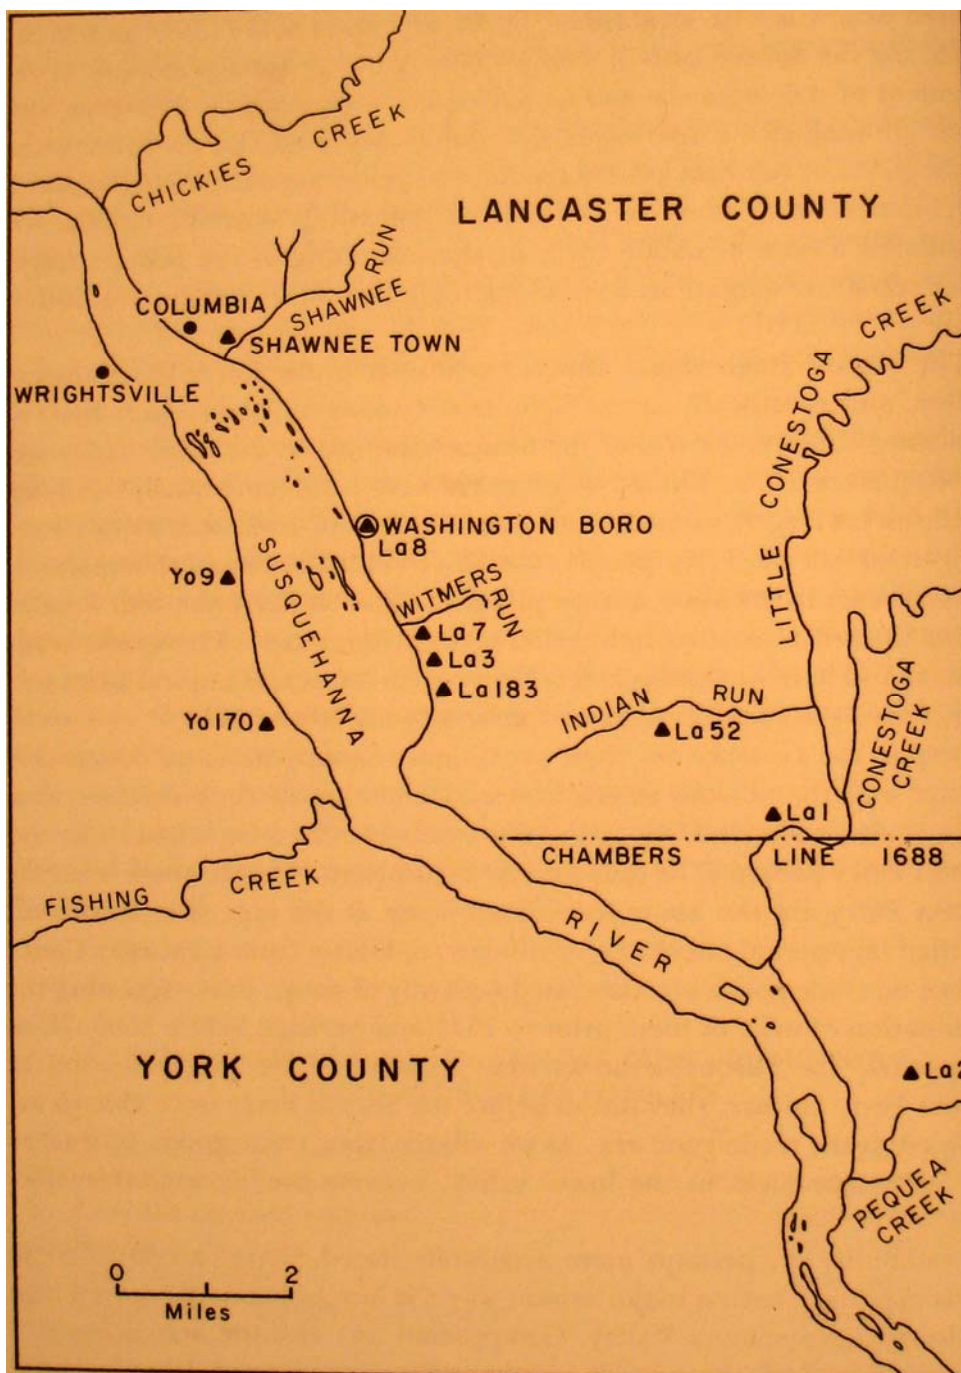 CHICKIES CREEK
LANCASTER COUNTY
SHAWNEE RUN
COLUMBIA
SHAWNEE TOWN
WRIGHTSVILLE
LITTLE CONESTOGA CREEK
WASHINGTON BORO
La8
SUSQUEHANNA
Yo9
WITMERS RUN
La7
La3
La183
CONESTOGA
CREEK
INDIAN RUN
Yo170
La52
La1
CHAMBERS LINE 1688
FISHING CREEK
RIVER
YORK COUNTY
La2
PEQUEA
CREEK
0 2
Miles